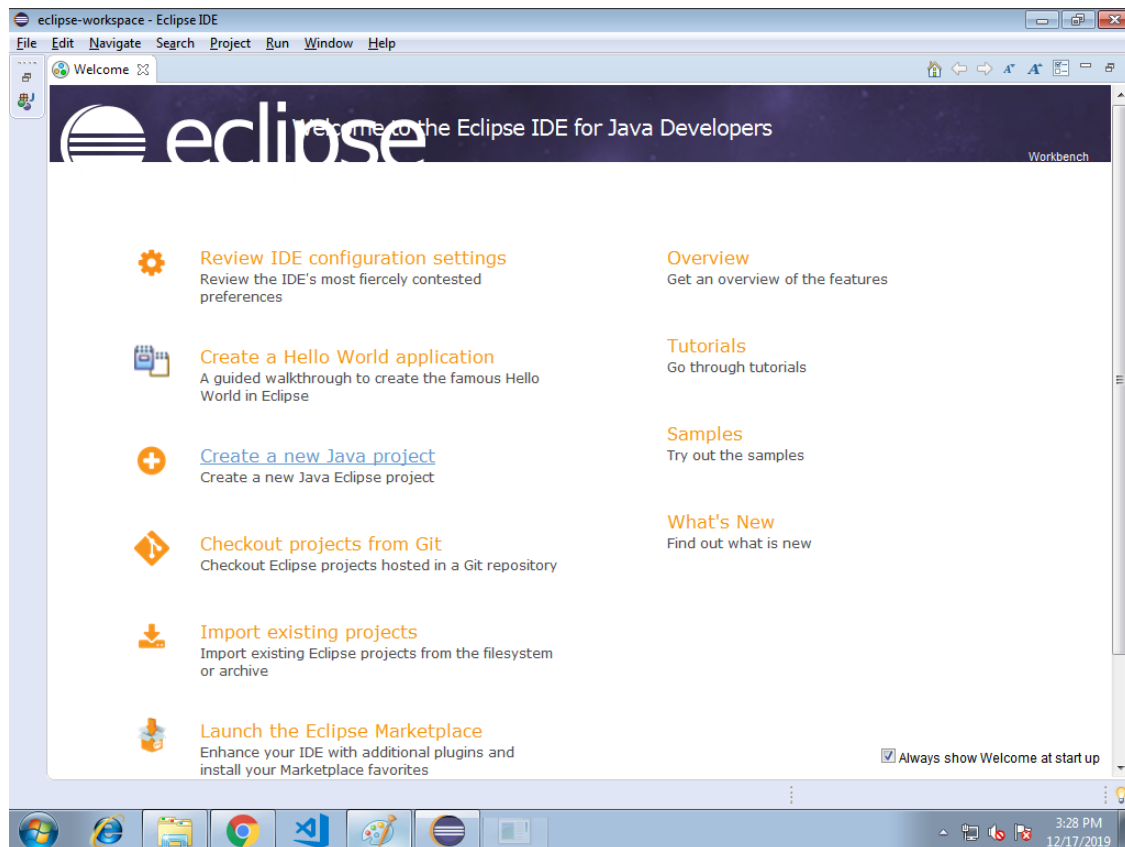 eclipse-workspace - Eclipse IDE
File Edit Navigate Search Project Run Window Help
Welcome
eclipse
Welcome to the Eclipse IDE for Java Developers
Workbench
Review IDE configuration settings
Review the IDE's most fiercely contested
preferences
Create a Hello World application
A guided walkthrough to create the famous Hello
World in Eclipse
Create a new Java project
Create a new Java Eclipse project
Checkout projects from Git
Checkout Eclipse projects hosted in a Git repository
Import existing projects
Import existing Eclipse projects from the filesystem
or archive
Launch the Eclipse Marketplace
Enhance your IDE with additional plugins and
install your Marketplace favorites
Overview
Get an overview of the features
Tutorials
Go through tutorials
Samples
Try out the samples
What's New
Find out what is new
Always show Welcome at start up
3:28 PM
12/17/2019